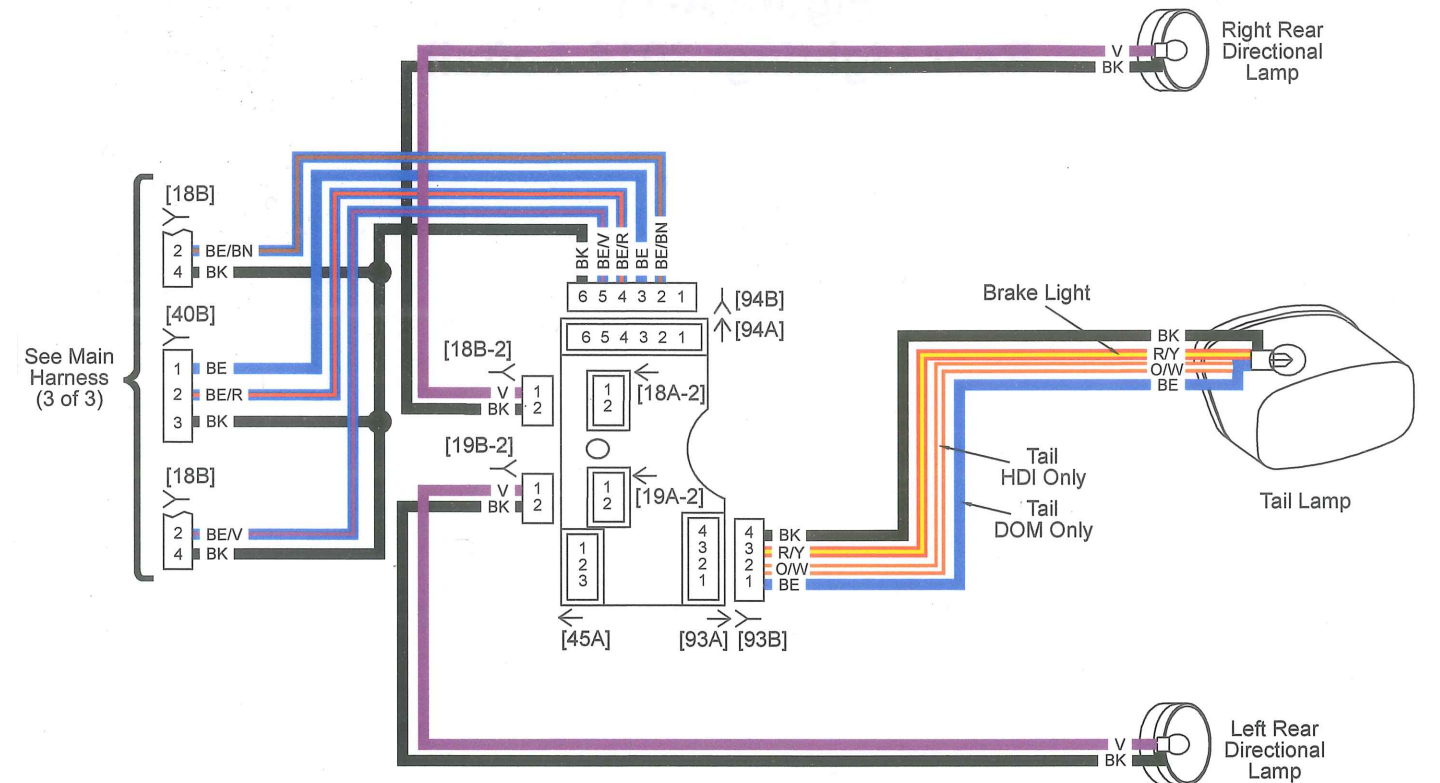 Right Rear
Directional
Lamp
V
BK
[18B]
2 BE/BN
4 BK
[40B]
1 BE
2 BE/R
3 BK
[18B]
2 BE/V
4 BK
See Main
Harness
(3 of 3)
BK
BE/V
BE/R
BE
BE/BN
6 5 4 3 2 1
[94B]
[94A]
6 5 4 3 2 1
[18B-2]
V 1
BK 2
1
2
[18A-2]
[19B-2]
V 1
BK 2
1
2
[19A-2]
1
2
3
[45A]
4
3
2
1
[93A]
4 BK
3 R/Y
2 O/W
1 BE
[93B]
Brake Light
BK
R/Y
O/W
BE
Tail
HDI Only
Tail
DOM Only
Tail Lamp
V
BK
Left Rear
Directional
Lamp